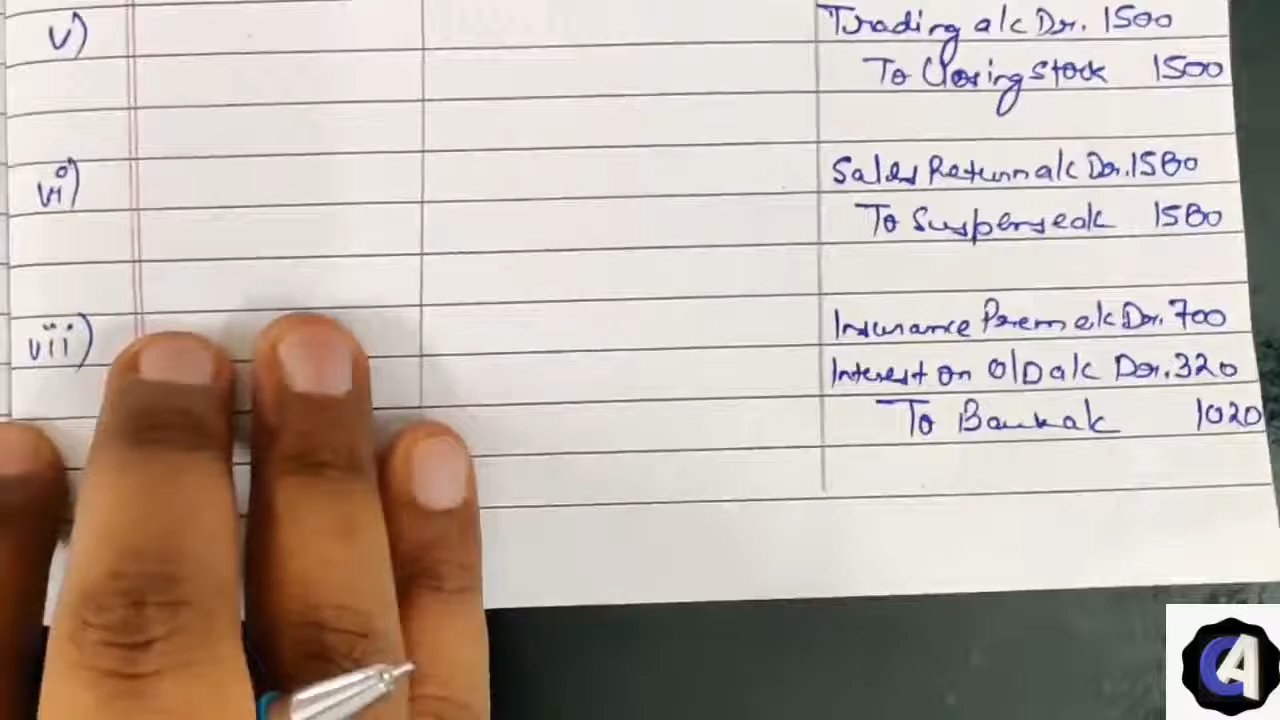 v) Trading a/c Dr. 1500
To Closing stock 1500
vi) Sales Return a/c Dr. 1580
To Suspense a/c 1580
vii) Insurance Prem a/c Dr. 700
Interest on O/D a/c Dr. 320
To Bank a/c 1020
CA